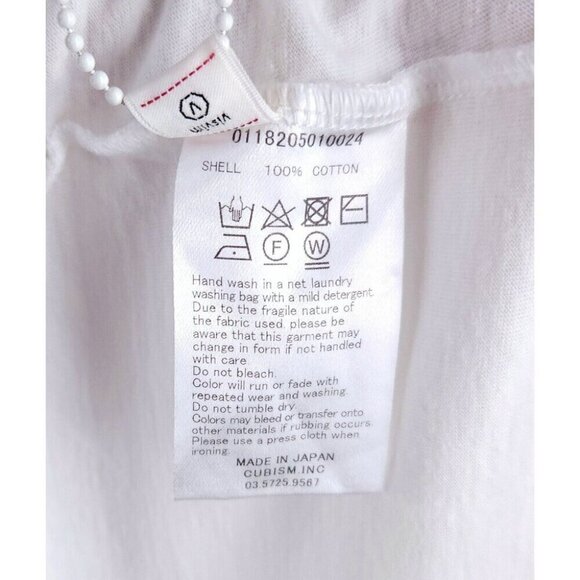 visvim
0118205010024
SHELL 100% COTTON
F W
Hand wash in a net laundry
washing bag with a mild detergent.
Due to the fragile nature of
the fabric used, please be
aware that this garment may
change in form if not handled
with care.
Do not bleach.
Color will run or fade with
repeated wear and washing.
Do not tumble dry.
Colors may bleed or transfer onto
other materials if rubbing occurs.
Please use a press cloth when
ironing.
MADE IN JAPAN
CUBISM.INC
03.5725.9567